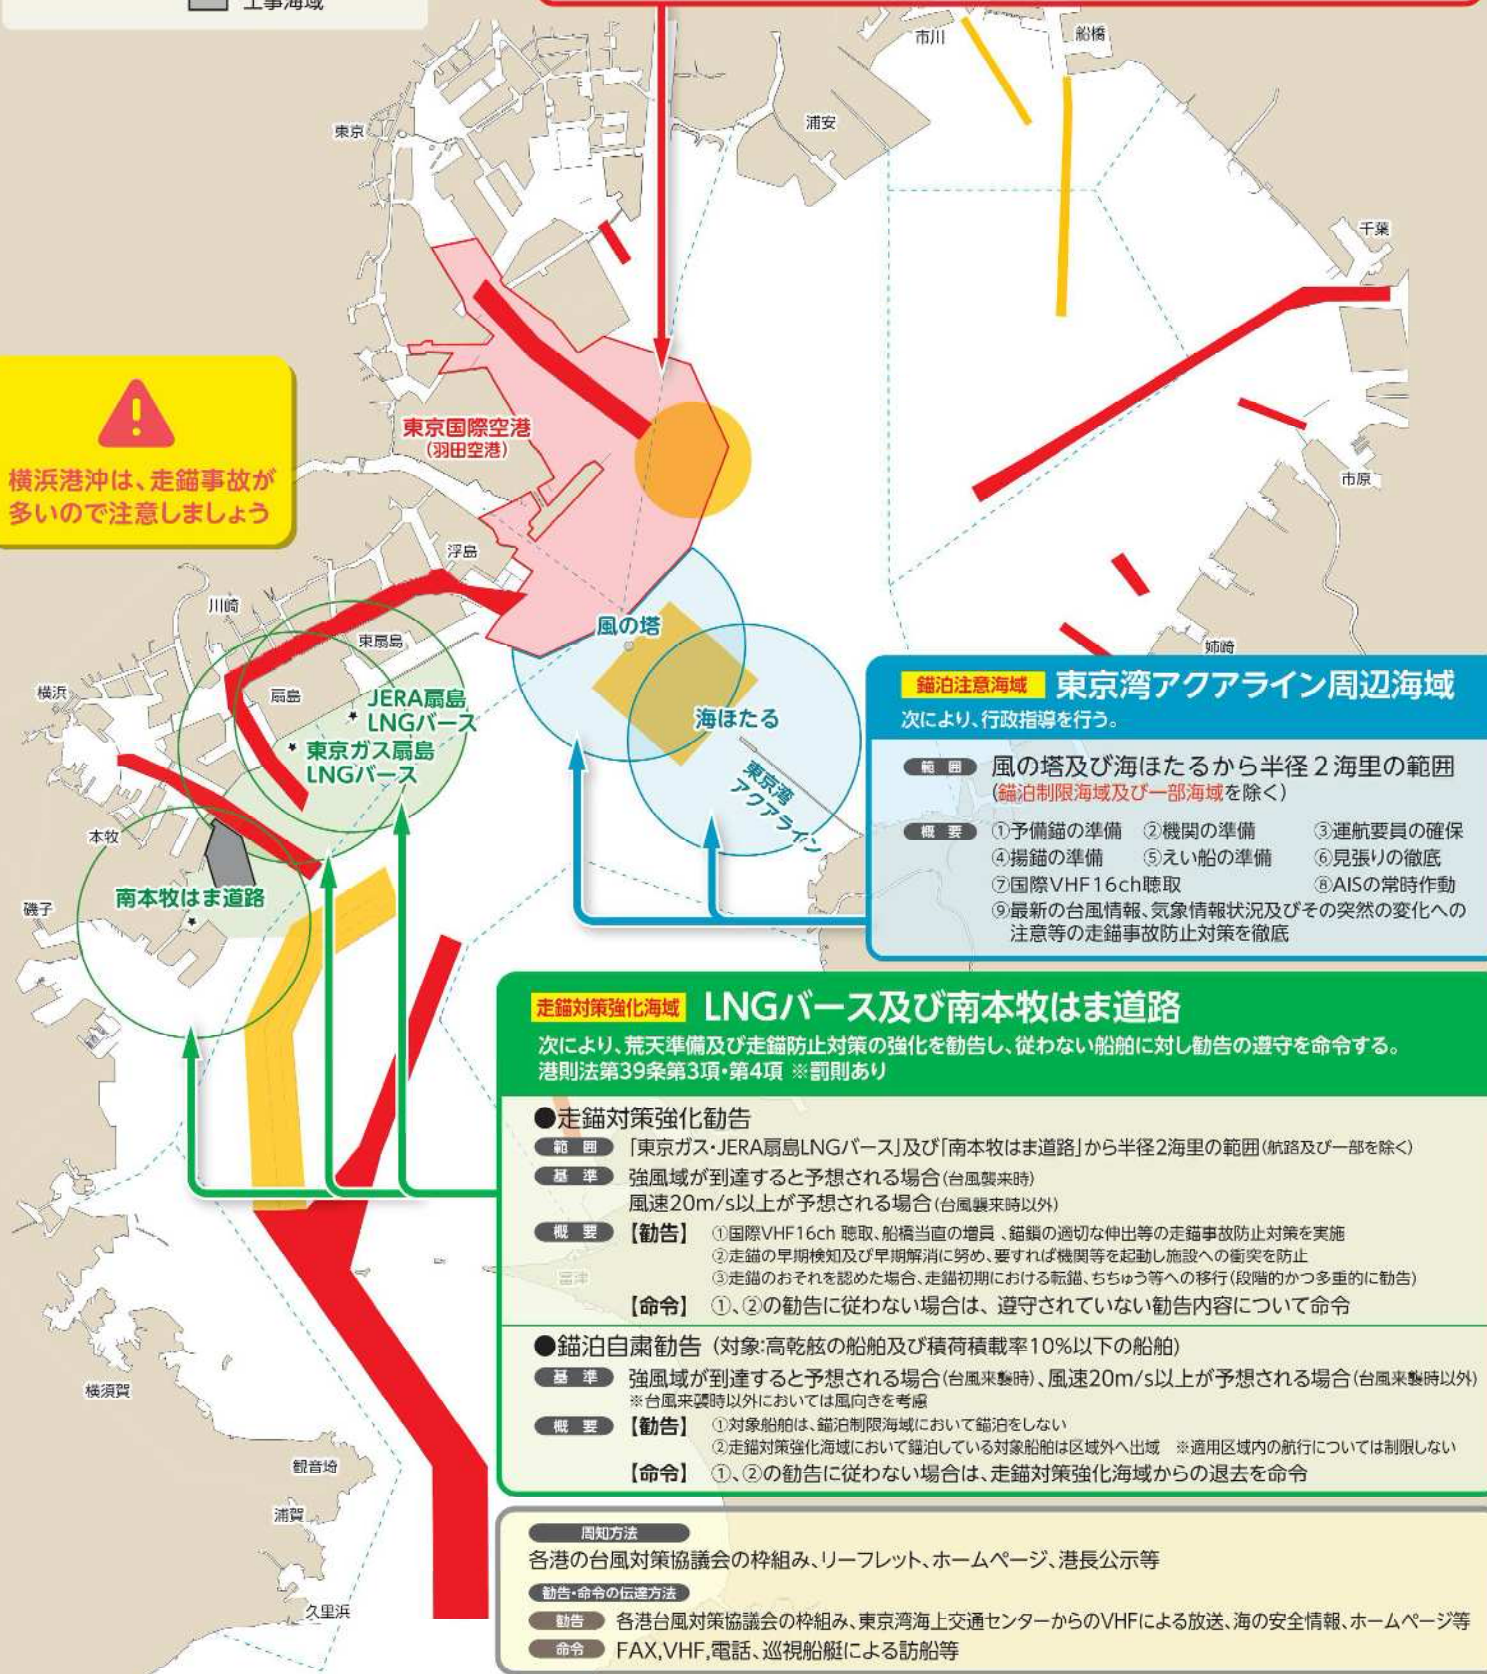 工事海域
市川
船橋
東京
浦安
千葉
東京国際空港
(羽田空港)
横浜港沖は、走錨事故が
多いので注意しましょう
市原
浮島
川崎
東扇島
風の塔
姉崎
横浜
扇島
JERA扇島
LNGバース
東京ガス扇島
LNGバース
海ほたる
東京湾
アクアライン
本牧
南本牧はま道路
磯子
錨泊注意海域 東京湾アクアライン周辺海域
次により、行政指導を行う。
範囲 風の塔及び海ほたるから半径2海里の範囲
(錨泊制限海域及び一部海域を除く)
概要 ①予備錨の準備 ②機関の準備 ③運航要員の確保
④揚錨の準備 ⑤えい船の準備 ⑥見張りの徹底
⑦国際VHF16ch聴取 ⑧AISの常時作動
⑨最新の台風情報、気象情報状況及びその突然の変化への
注意等の走錨事故防止対策を徹底
走錨対策強化海域 LNGバース及び南本牧はま道路
次により、荒天準備及び走錨防止対策の強化を勧告し、従わない船舶に対し勧告の遵守を命令する。
港則法第39条第3項・第4項 ※罰則あり
●走錨対策強化勧告
範囲 「東京ガス・JERA扇島LNGバース」及び「南本牧はま道路」から半径2海里の範囲(航路及び一部を除く)
基準 強風域が到達すると予想される場合(台風襲来時)
風速20m/s以上が予想される場合(台風襲来時以外)
概要 【勧告】 ①国際VHF16ch 聴取、船橋当直の増員、錨鎖の適切な伸出等の走錨事故防止対策を実施
②走錨の早期検知及び早期解消に努め、要すれば機関等を起動し施設への衝突を防止
③走錨のおそれを認めた場合、走錨初期における転錨、ちちゅう等への移行(段階的かつ多重的に勧告)
【命令】 ①、②の勧告に従わない場合は、遵守されていない勧告内容について命令
富津
●錨泊自粛勧告 (対象:高乾舷の船舶及び積荷積載率10%以下の船舶)
基準 強風域が到達すると予想される場合(台風来襲時)、風速20m/s以上が予想される場合(台風来襲時以外)
※台風来襲時以外においては風向きを考慮
概要 【勧告】 ①対象船舶は、錨泊制限海域において錨泊をしない
②走錨対策強化海域において錨泊している対象船舶は区域外へ出域 ※適用区域内の航行については制限しない
【命令】 ①、②の勧告に従わない場合は、走錨対策強化海域からの退去を命令
横須賀
観音埼
浦賀
久里浜
周知方法
各港の台風対策協議会の枠組み、リーフレット、ホームページ、港長公示等
勧告・命令の伝達方法
勧告 各港台風対策協議会の枠組み、東京湾海上交通センターからのVHFによる放送、海の安全情報、ホームページ等
命令 FAX,VHF,電話、巡視船艇による訪船等